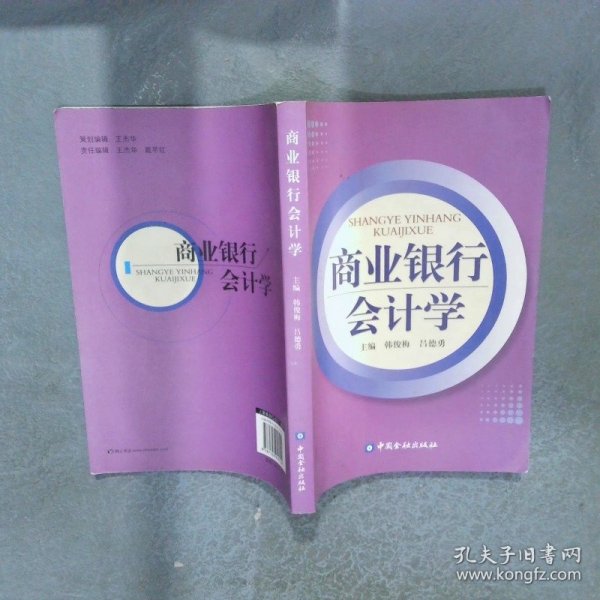 策划编辑 王杰华
责任编辑 王杰华
商业银行
SHANGYE YINHANG
KUAIJIXUE
会计学
商业银行会计学
主编 韩俊梅 吕德勇
中国金融出版社
SHANGYE YINHANG
KUAIJIXUE
商业银行
会计学
主编 韩俊梅 吕德勇
中国金融出版社
孔夫子旧书网
www.kongfz.com